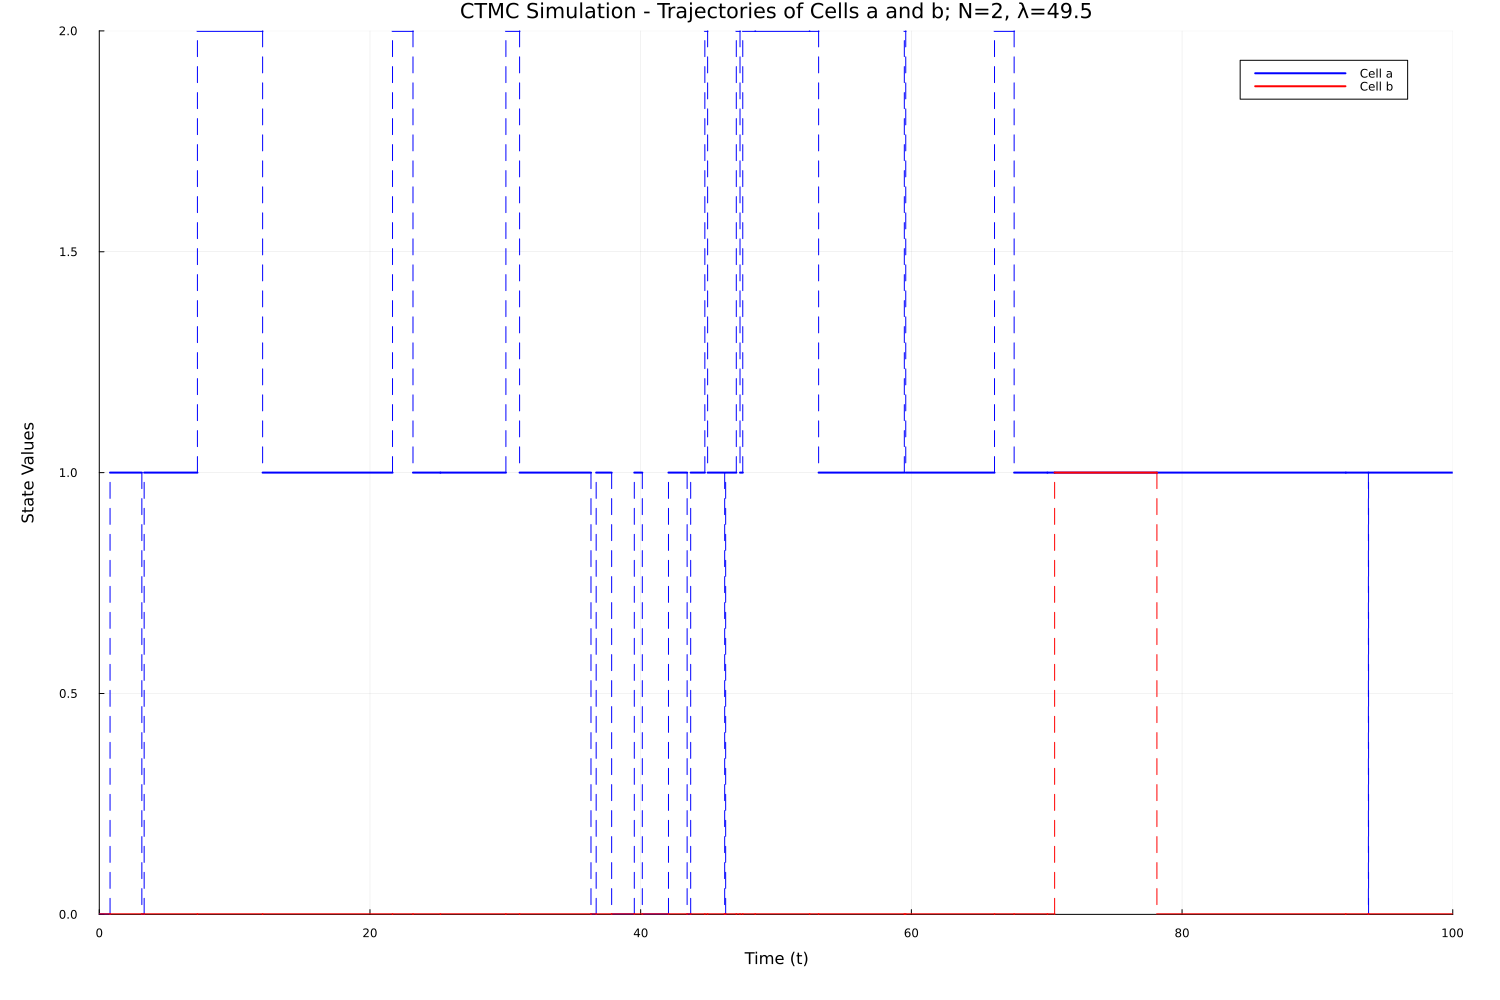 CTMC Simulation - Trajectories of Cells a and b; N=2, λ=49.5
2.0
Cell a
Cell b
1.5
State Values
1.0
0.5
0.0
0 20 40 60 80 100
Time (t)